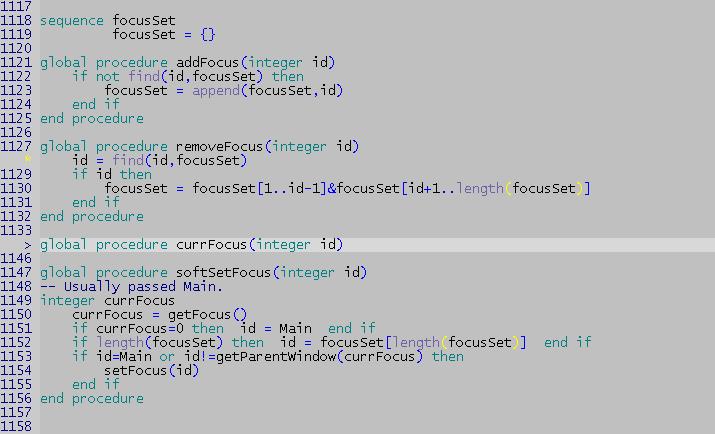 1117
1118 sequence focusSet
1119          focusSet = {}
1120
1121 global procedure addFocus(integer id)
1122     if not find(id,focusSet) then
1123         focusSet = append(focusSet,id)
1124     end if
1125 end procedure
1126
1127 global procedure removeFocus(integer id)
*     id = find(id,focusSet)
1129     if id then
1130         focusSet = focusSet[1..id-1]&focusSet[id+1..length(focusSet)]
1131     end if
1132 end procedure
1133
> global procedure currFocus(integer id)
1146
1147 global procedure softSetFocus(integer id)
1148 -- Usually passed Main.
1149 integer currFocus
1150     currFocus = getFocus()
1151     if currFocus=0 then  id = Main  end if
1152     if length(focusSet) then  id = focusSet[length(focusSet)]  end if
1153     if id=Main or id!=getParentWindow(currFocus) then
1154         setFocus(id)
1155     end if
1156 end procedure
1157
1158